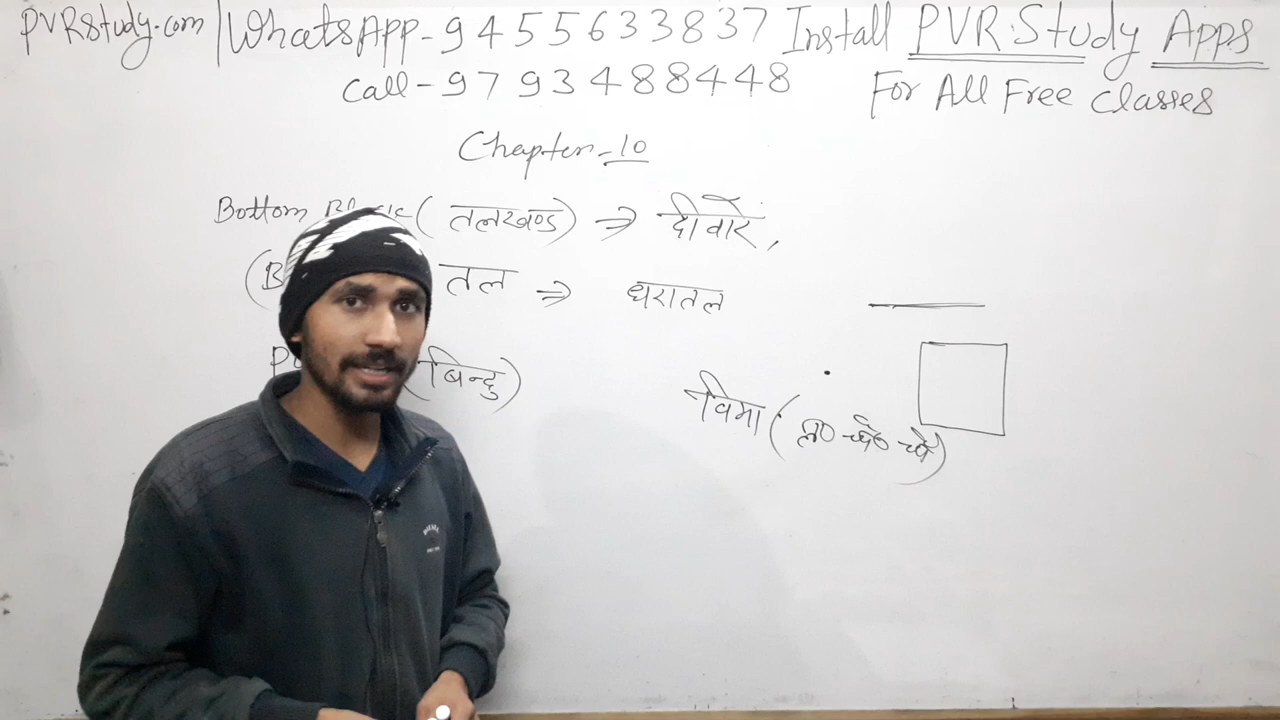 PVRstudy.com | WhatsApp - 9455633837 Install PVR Study Apps
Call - 9793488448 For All Free Classes
Chapter - 10
Bottom (तलखण्ड) ⇒ दीवारें,
तल ⇒ धरातल
(बिन्दु)
विमा (ल० चौ०